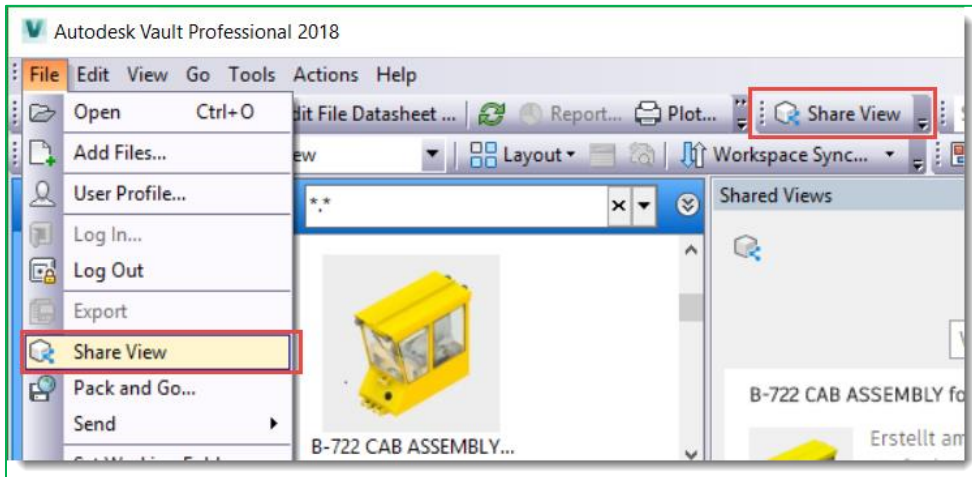 Autodesk Vault Professional 2018
File Edit View Go Tools Actions Help
Open Ctrl+O
dit File Datasheet ... Report... Plot... Share View
Add Files...
ew Layout Workspace Sync...
User Profile...
*.*
Shared Views
Log In...
Log Out
Export
Share View
Pack and Go...
B-722 CAB ASSEMBLY fo
Send
Erstellt am
B-722 CAB ASSEMBLY...